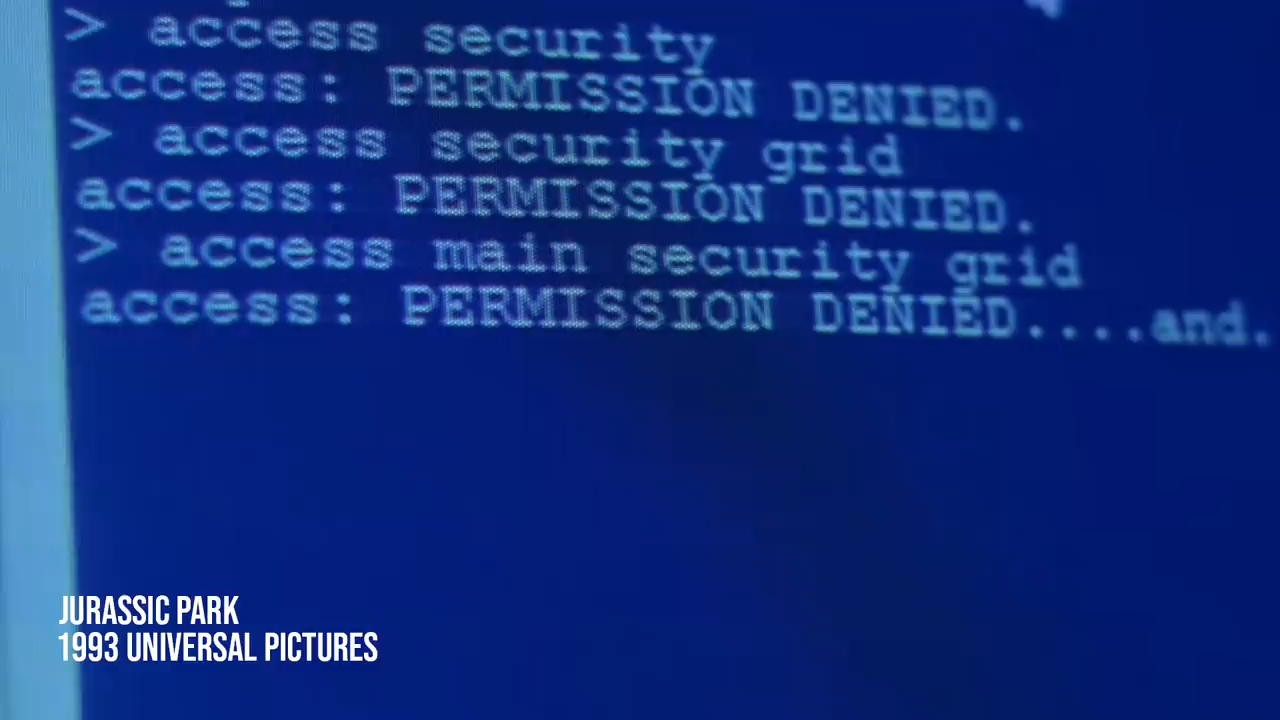 > access security
access: PERMISSION DENIED.
> access security grid
access: PERMISSION DENIED.
> access main security grid
access: PERMISSION DENIED....and.
JURASSIC PARK
1993 UNIVERSAL PICTURES